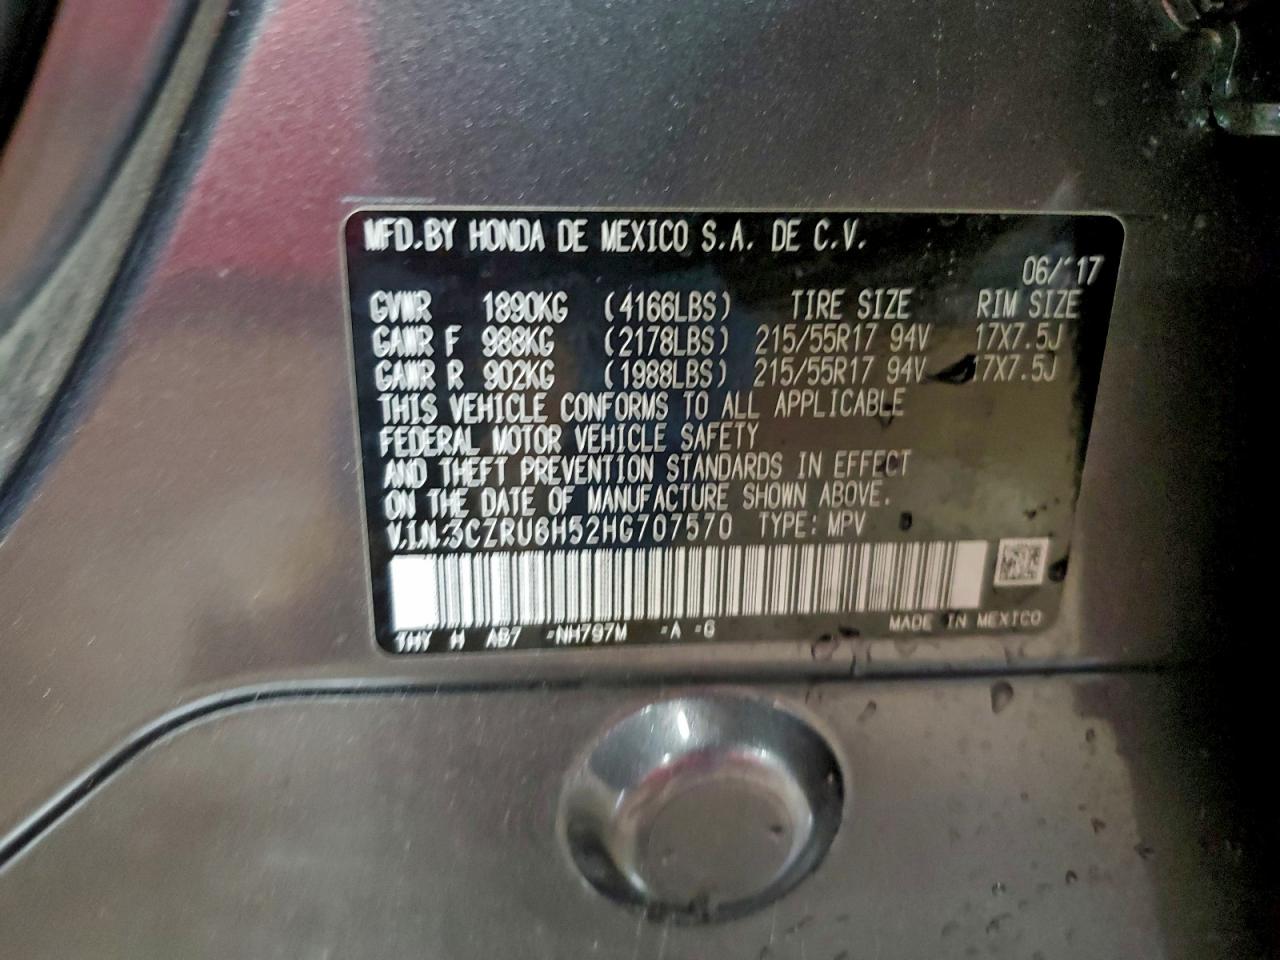 MFD.BY HONDA DE MEXICO S.A. DE C.V.
06/'17
GVWR 1890KG (4166LBS) TIRE SIZE RIM SIZE
GAWR F 988KG (2178LBS) 215/55R17 94V 17X7.5J
GAWR R 902KG (1988LBS) 215/55R17 94V 17X7.5J
THIS VEHICLE CONFORMS TO ALL APPLICABLE
FEDERAL MOTOR VEHICLE SAFETY
AND THEFT PREVENTION STANDARDS IN EFFECT
ON THE DATE OF MANUFACTURE SHOWN ABOVE.
V.I.N:3CZRU6H52HG707570 TYPE: MPV
MADE IN MEXICO
H AB7 -NH797M -A -G